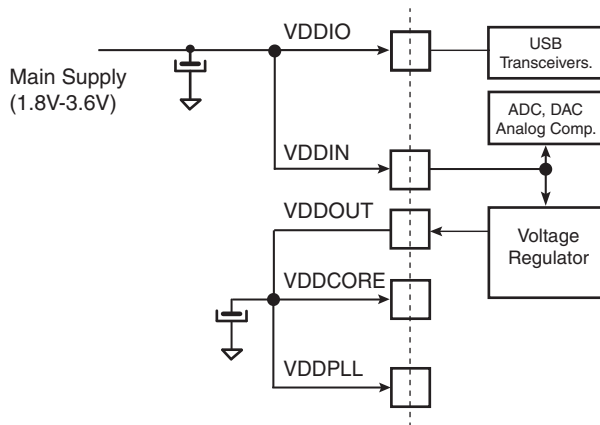 VDDIO
USB
Transceivers.
Main Supply
(1.8V-3.6V)
ADC, DAC
Analog Comp.
VDDIN
VDDOUT
Voltage
Regulator
VDDCORE
VDDPLL